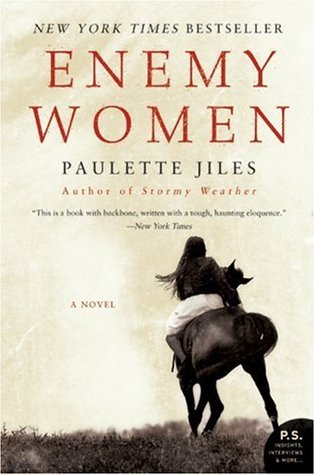 NEW YORK TIMES BESTSELLER
ENEMY
WOMEN
PAULETTE JILES
Author of Stormy Weather
"This is a book with backbone, written with a tough, haunting eloquence."
—New York Times
A NOVEL
P.S.
INSIGHTS,
INTERVIEWS
& MORE...